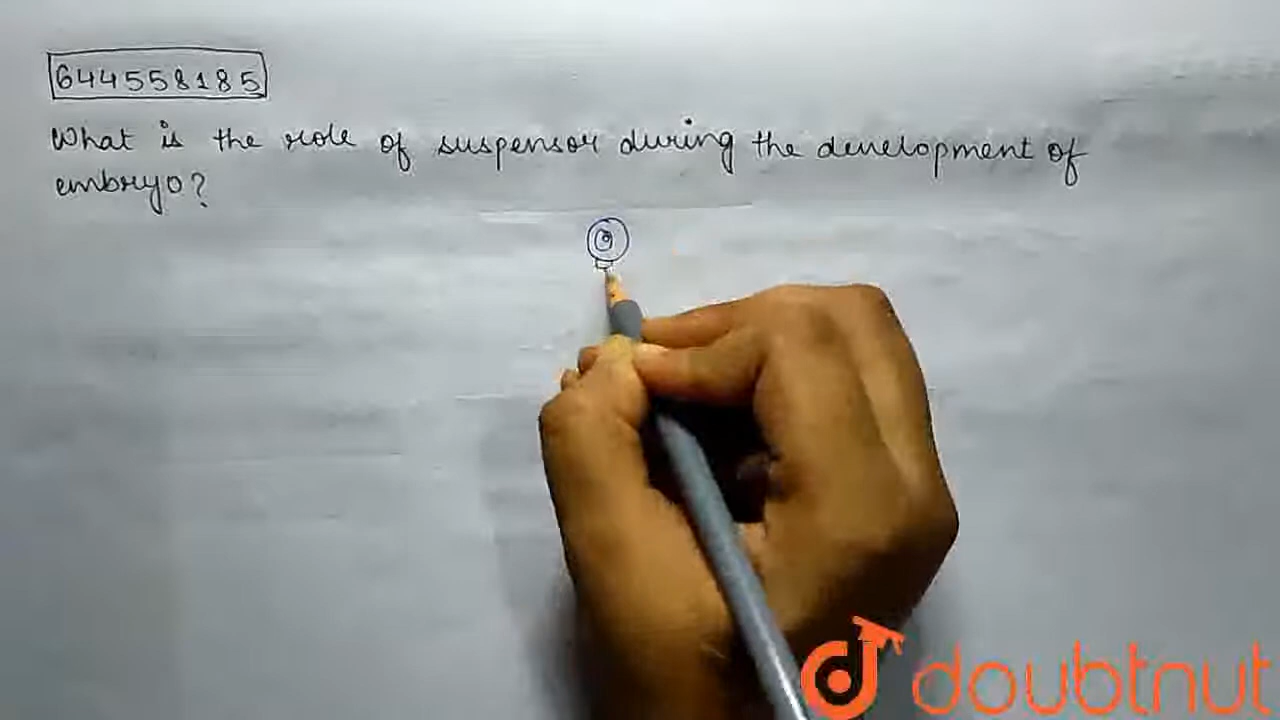 644558185
What is the role of suspensor during the development of
embryo?
doubtnut